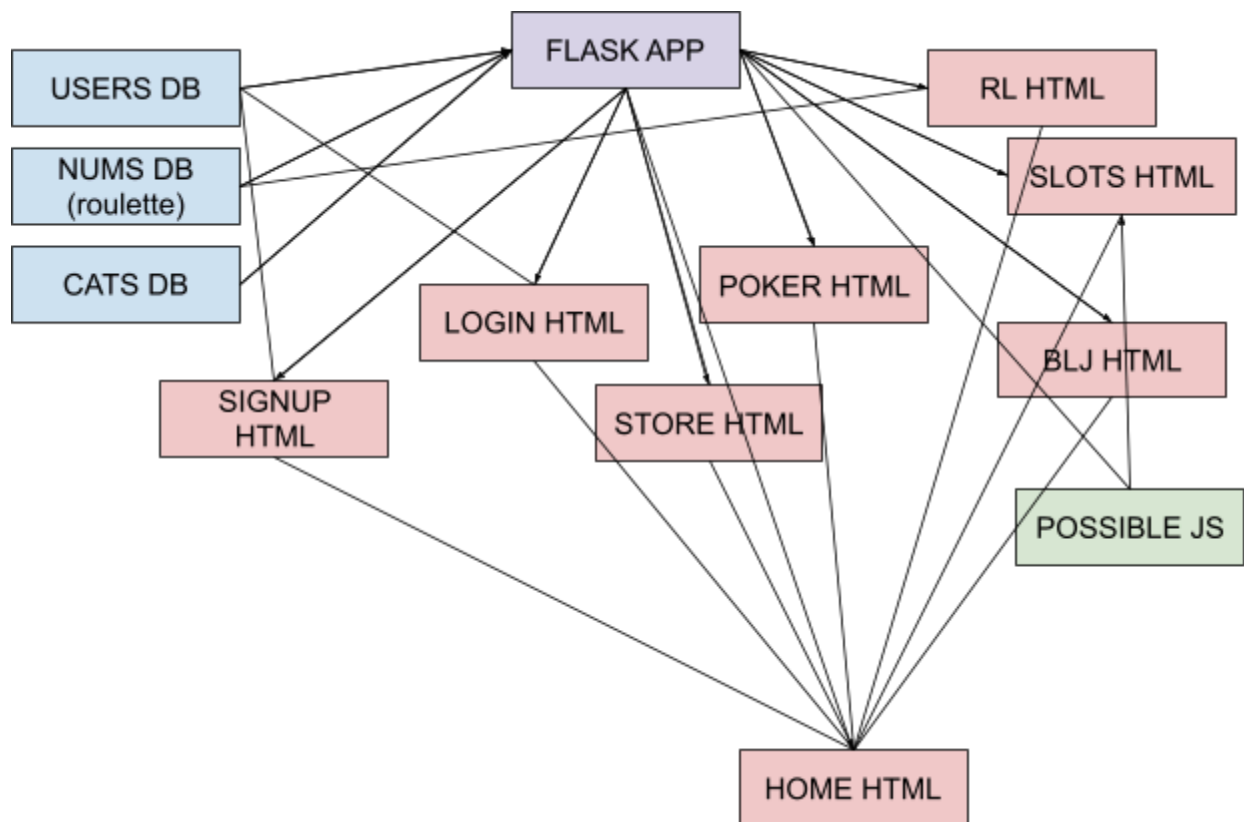 FLASK APP
USERS DB
RL HTML
NUMS DB
(roulette)
SLOTS HTML
CATS DB
POKER HTML
LOGIN HTML
BLJ HTML
SIGNUP
HTML
STORE HTML
POSSIBLE JS
HOME HTML